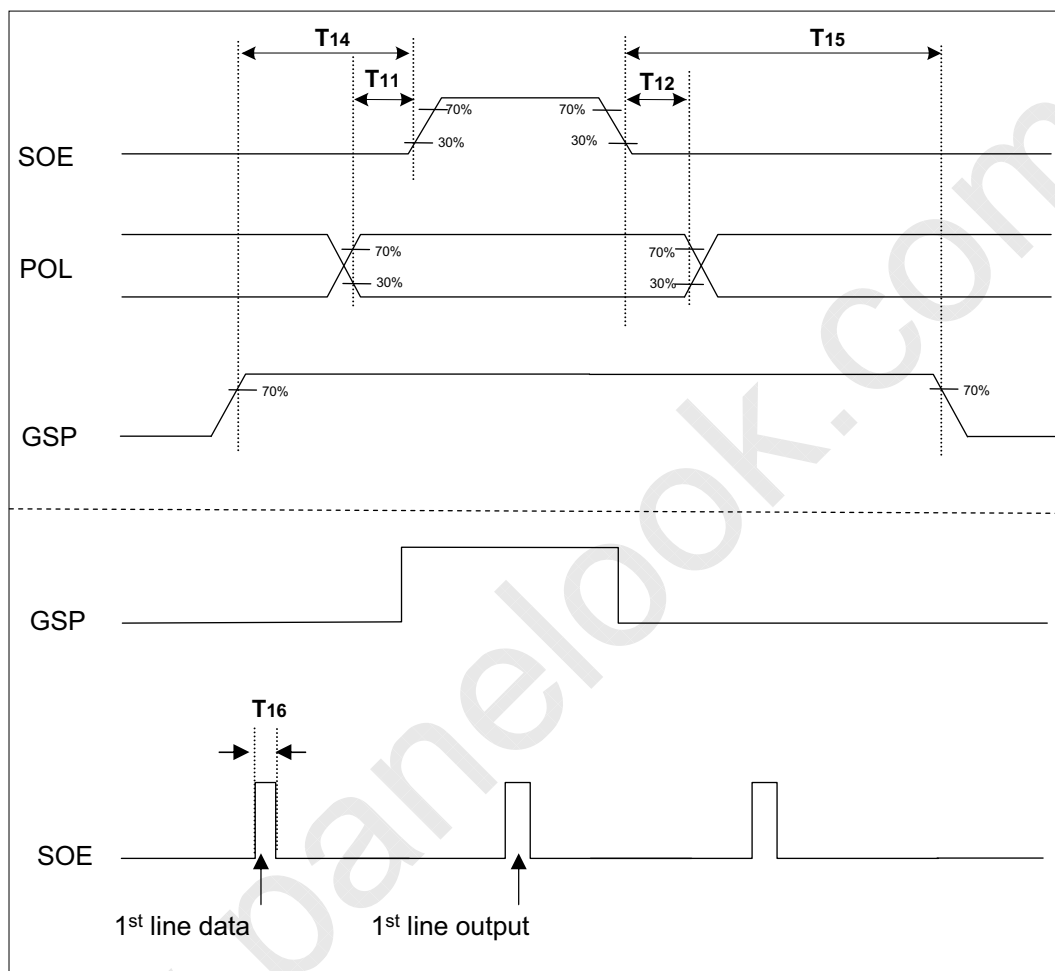 T14
T15
T11
T12
70%
70%
30%
30%
SOE
70%
70%
POL
30%
30%
70%
70%
GSP
GSP
T16
SOE
1st line data
1st line output
panelook.com